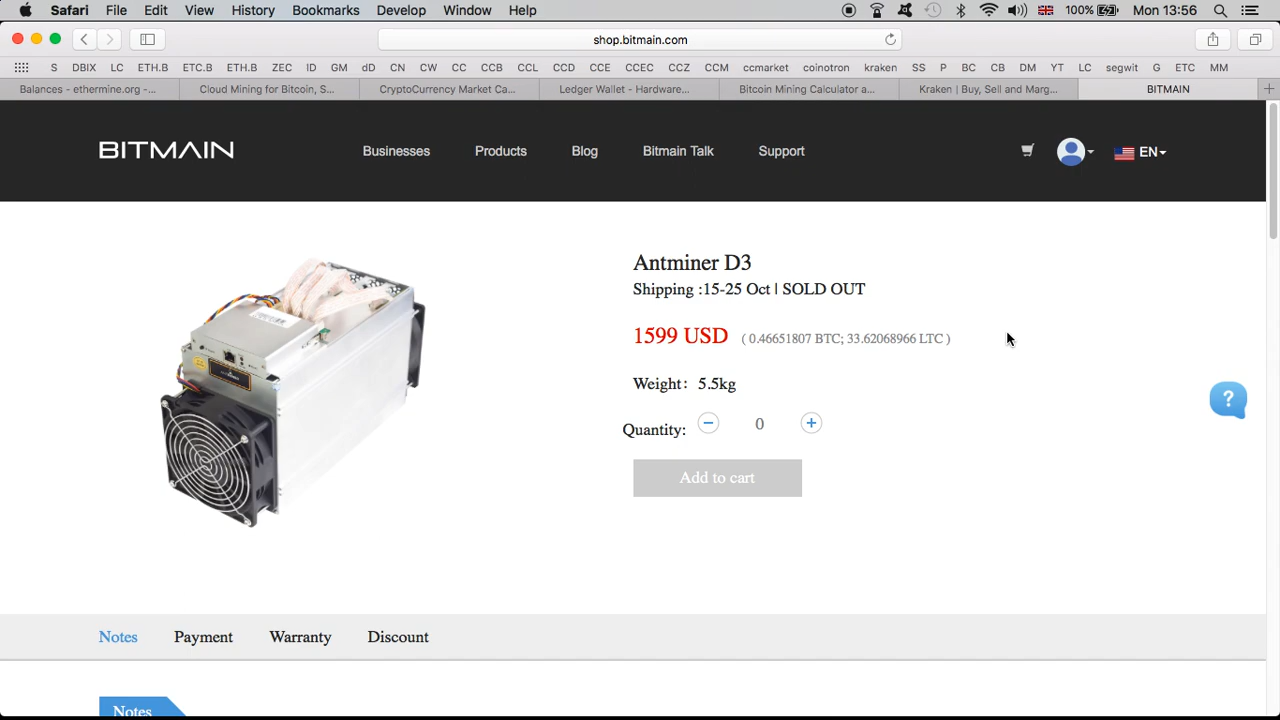 Safari File Edit View History Bookmarks Develop Window Help 100% Mon 13:56
shop.bitmain.com
S DBIX LC ETH.B ETC.B ETH.B ZEC ID GM dD CN CW CC CCB CCL CCD CCE CCEC CCZ CCM ccmarket coinotron kraken SS P BC CB DM YT LC segwit G ETC MM
Balances - ethermine.org -... Cloud Mining for Bitcoin, S... CryptoCurrency Market Ca... Ledger Wallet - Hardware... Bitcoin Mining Calculator a... Kraken | Buy, Sell and Marg... BITMAIN
BITMAIN Businesses Products Blog Bitmain Talk Support EN
Antminer D3
Shipping :15-25 Oct | SOLD OUT
1599 USD ( 0.46651807 BTC; 33.62068966 LTC )
Weight: 5.5kg
Quantity: − 0 +
?
Add to cart
Notes Payment Warranty Discount
Notes